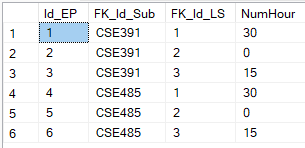 Id_EP FK_Id_Sub FK_Id_LS NumHour
1 1 CSE391 1 30
2 2 CSE391 2 0
3 3 CSE391 3 15
4 4 CSE485 1 30
5 5 CSE485 2 0
6 6 CSE485 3 15